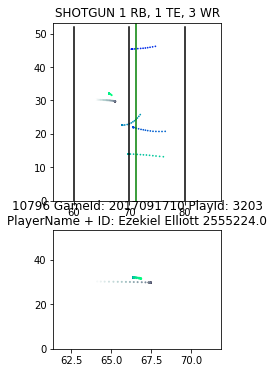 SHOTGUN 1 RB, 1 TE, 3 WR
50
40
30
20
10
0
60 70 80
10796 GameId: 2017091710 PlayId: 3203
PlayerName + ID: Ezekiel Elliott 2555224.0
40
20
0
62.5 65.0 67.5 70.0